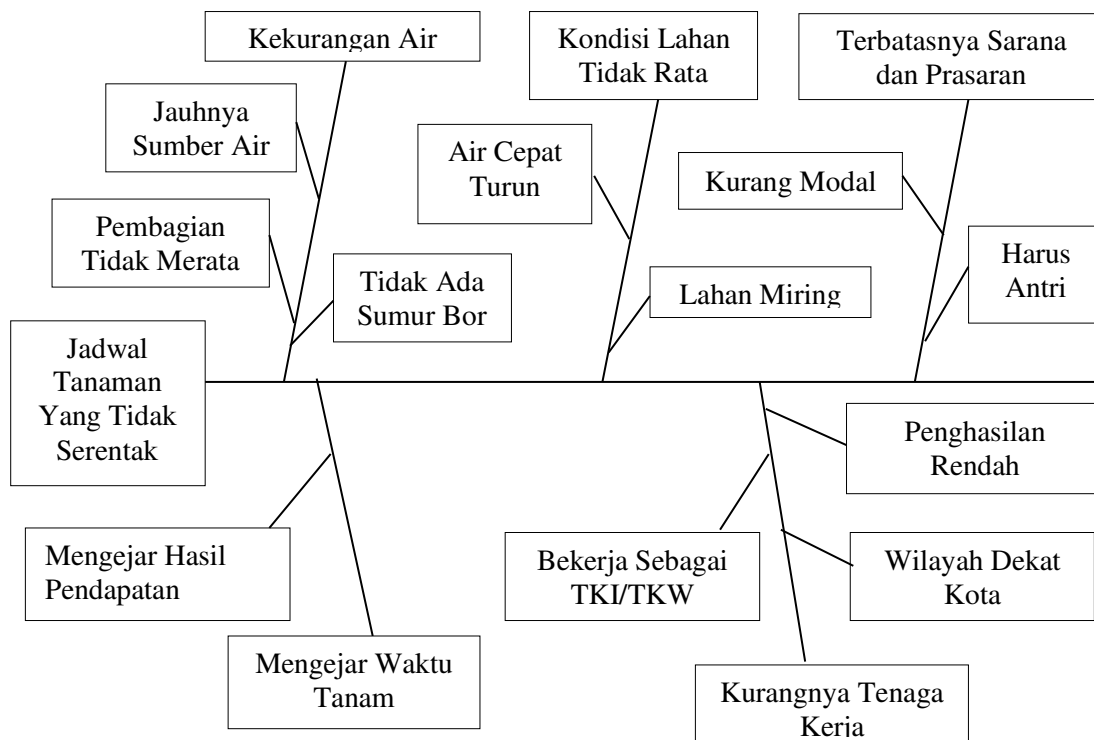 Kekurangan Air
Kondisi Lahan
Tidak Rata
Terbatasnya Sarana
dan Prasaran
Jauhnya
Sumber Air
Air Cepat
Turun
Kurang Modal
Pembagian
Tidak Merata
Tidak Ada
Sumur Bor
Lahan Miring
Harus
Antri
Jadwal
Tanaman
Yang Tidak
Serentak
Penghasilan
Rendah
Mengejar Hasil
Pendapatan
Bekerja Sebagai
TKI/TKW
Wilayah Dekat
Kota
Mengejar Waktu
Tanam
Kurangnya Tenaga
Kerja